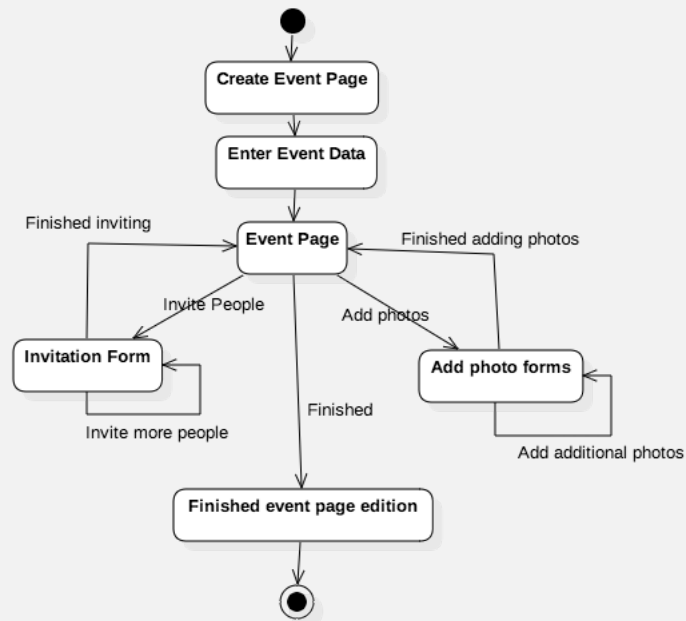 Create Event Page
Enter Event Data
Finished inviting
Event Page
Finished adding photos
Invite People
Add photos
Invitation Form
Add photo forms
Finished
Invite more people
Add additional photos
Finished event page edition